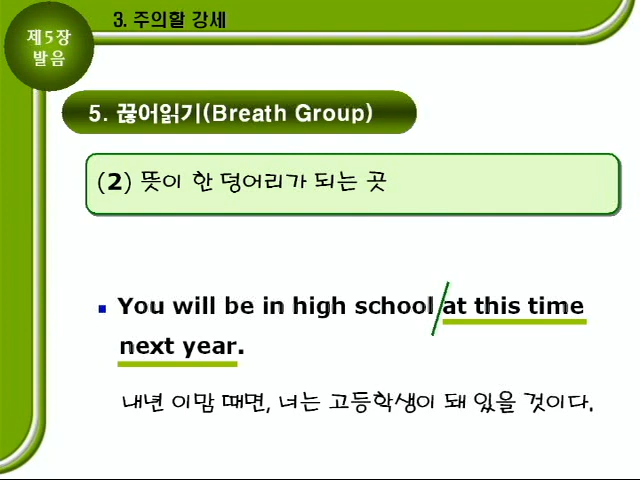 3. 주의할 강세
제5장
발음
5. 끊어읽기(Breath Group)
(2) 뜻이 한 덩어리가 되는 곳
You will be in high school/at this time
next year.
내년 이맘 때면, 너는 고등학생이 돼 있을 것이다.